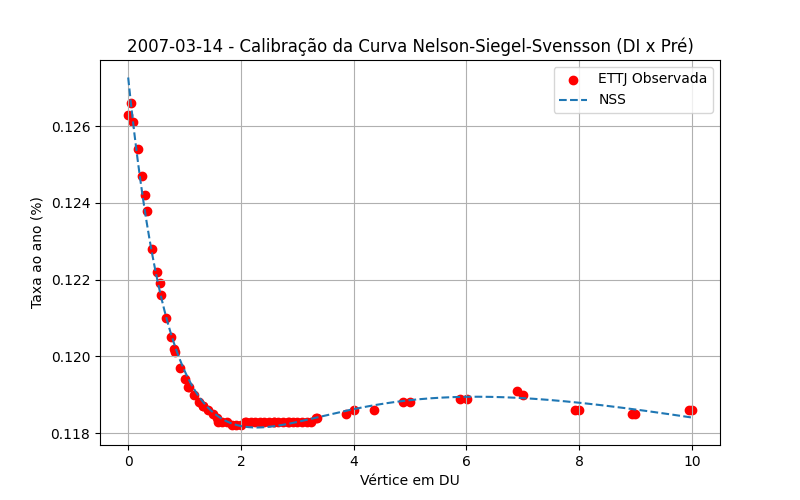 2007-03-14 - Calibração da Curva Nelson-Siegel-Svensson (DI x Pré)
ETTJ Observada
NSS
Taxa ao ano (%)
0.126
0.124
0.122
0.120
0.118
0 2 4 6 8 10
Vértice em DU